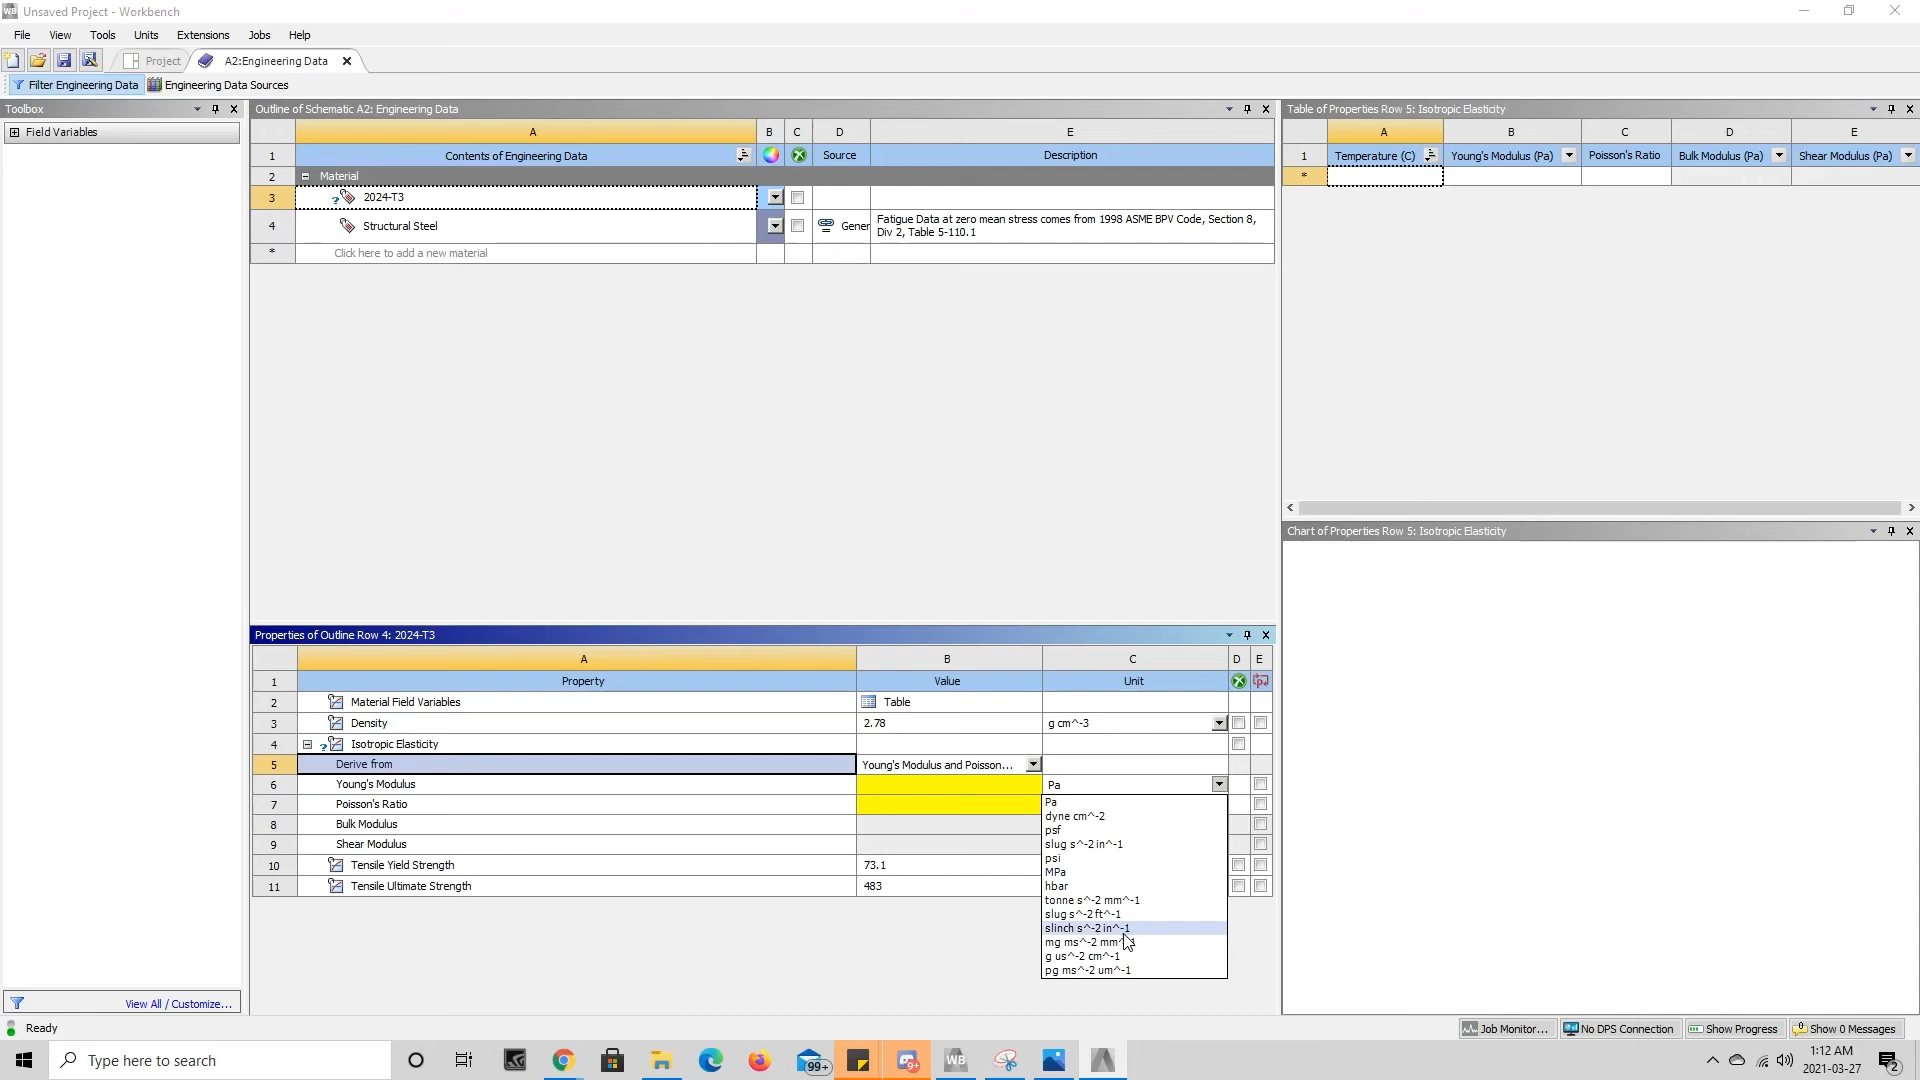 Unsaved Project - Workbench
File View Tools Units Extensions Jobs Help
Project A2:Engineering Data
Filter Engineering Data Engineering Data Sources
Toolbox
Field Variables
View All / Customize...
Outline of Schematic A2: Engineering Data
A B C D E
1 Contents of Engineering Data Source Description
2 Material
3 2024-T3
4 Structural Steel Gener Fatigue Data at zero mean stress comes from 1998 ASME BPV Code, Section 8,
Div 2, Table 5-110.1
* Click here to add a new material
Table of Properties Row 5: Isotropic Elasticity
A B C D E
1 Temperature (C) Young's Modulus (Pa) Poisson's Ratio Bulk Modulus (Pa) Shear Modulus (Pa)
*
Chart of Properties Row 5: Isotropic Elasticity
Properties of Outline Row 4: 2024-T3
A B C D E
1 Property Value Unit
2 Material Field Variables Table
3 Density 2.78 g cm^-3
4 Isotropic Elasticity
5 Derive from Young's Modulus and Poisson...
6 Young's Modulus Pa
7 Poisson's Ratio
8 Bulk Modulus
9 Shear Modulus
10 Tensile Yield Strength 73.1
11 Tensile Ultimate Strength 483
Pa
dyne cm^-2
psf
slug s^-2 in^-1
psi
MPa
hbar
tonne s^-2 mm^-1
slug s^-2 ft^-1
slinch s^-2 in^-1
mg ms^-2 mm^-1
g us^-2 cm^-1
pg ms^-2 um^-1
Ready
Job Monitor... No DPS Connection Show Progress Show 0 Messages
Type here to search
99+
9+
WB
1:12 AM
2021-03-27
2